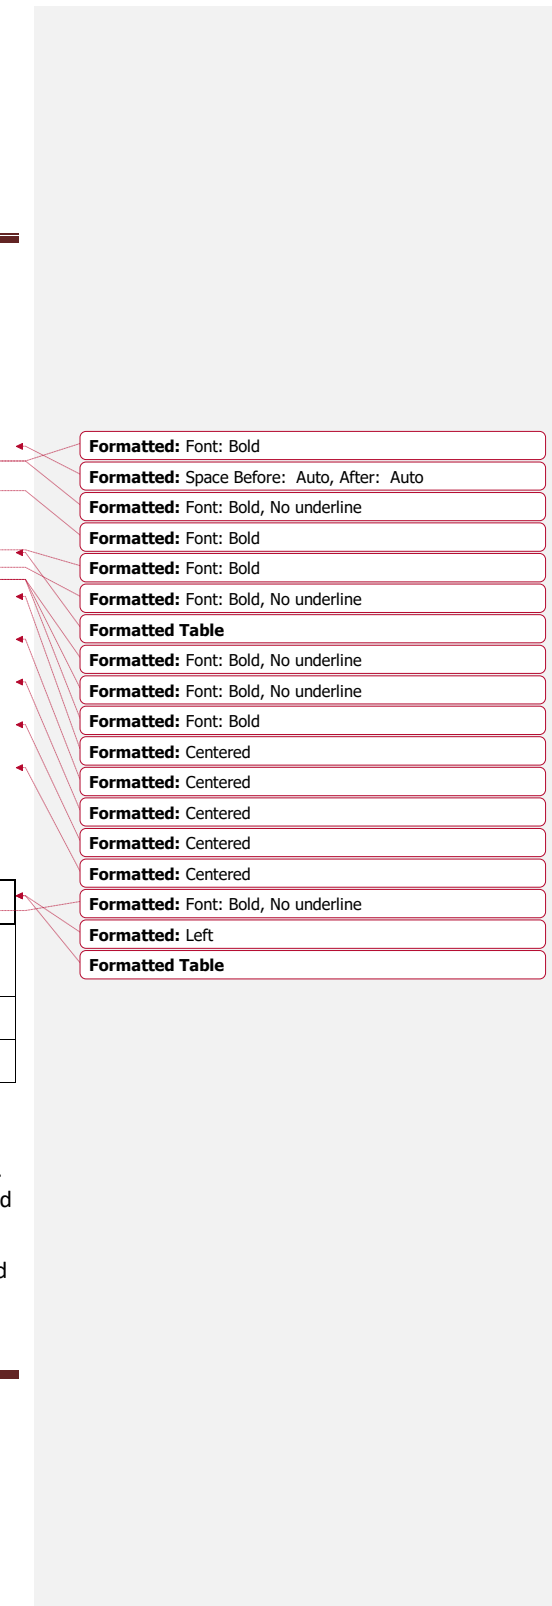 Formatted: Font: Bold
Formatted: Space Before: Auto, After: Auto
Formatted: Font: Bold, No underline
Formatted: Font: Bold
Formatted: Font: Bold
Formatted: Font: Bold, No underline
Formatted Table
Formatted: Font: Bold, No underline
Formatted: Font: Bold, No underline
Formatted: Font: Bold
Formatted: Centered
Formatted: Centered
Formatted: Centered
Formatted: Centered
Formatted: Centered
Formatted: Font: Bold, No underline
Formatted: Left
Formatted Table
d
d